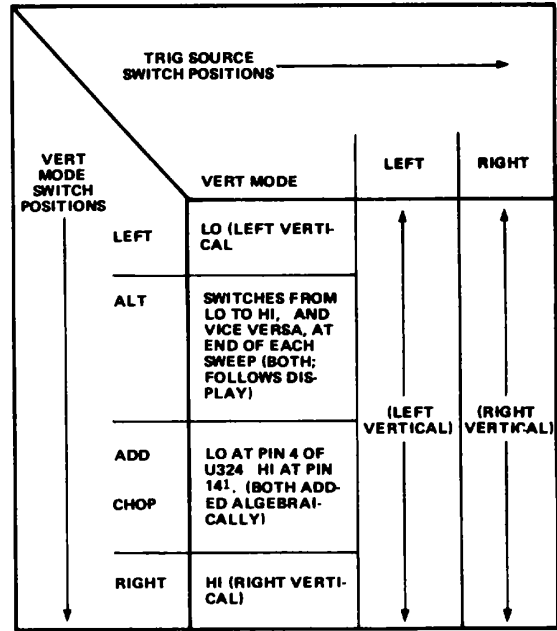 TRIG SOURCE
SWITCH POSITIONS
VERT
MODE
SWITCH
POSITIONS
VERT MODE
LEFT
RIGHT
LEFT
LO (LEFT VERTI-
CAL
ALT
SWITCHES FROM
LO TO HI, AND
VICE VERSA, AT
END OF EACH
SWEEP (BOTH;
FOLLOWS DIS-
PLAY)
(LEFT
VERTICAL)
(RIGHT
VERTICAL)
ADD
CHOP
LO AT PIN 4 OF
U324 HI AT PIN
14¹. (BOTH ADD-
ED ALGEBRAI-
CALLY)
RIGHT
HI (RIGHT VERTI-
CAL)